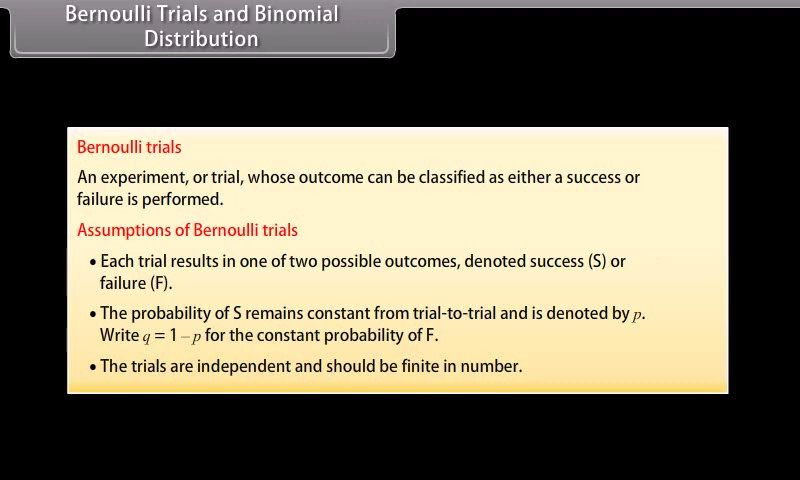 Bernoulli Trials and Binomial
Distribution
Bernoulli trials
An experiment, or trial, whose outcome can be classified as either a success or
failure is performed.
Assumptions of Bernoulli trials
• Each trial results in one of two possible outcomes, denoted success (S) or
failure (F).
• The probability of S remains constant from trial-to-trial and is denoted by p.
Write q = 1 – p for the constant probability of F.
• The trials are independent and should be finite in number.